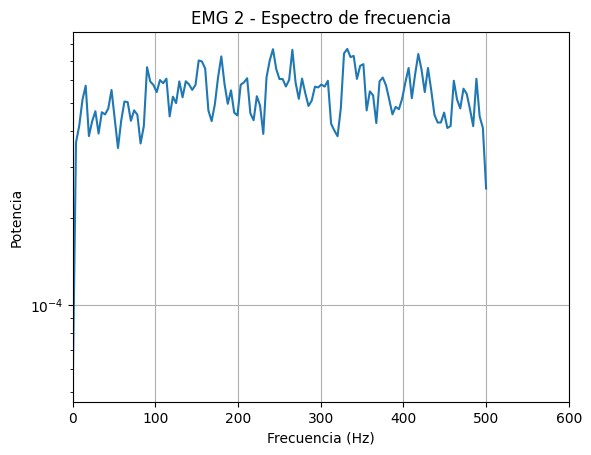 EMG 2 - Espectro de frecuencia
Potencia
10⁻⁴
0 100 200 300 400 500 600
Frecuencia (Hz)